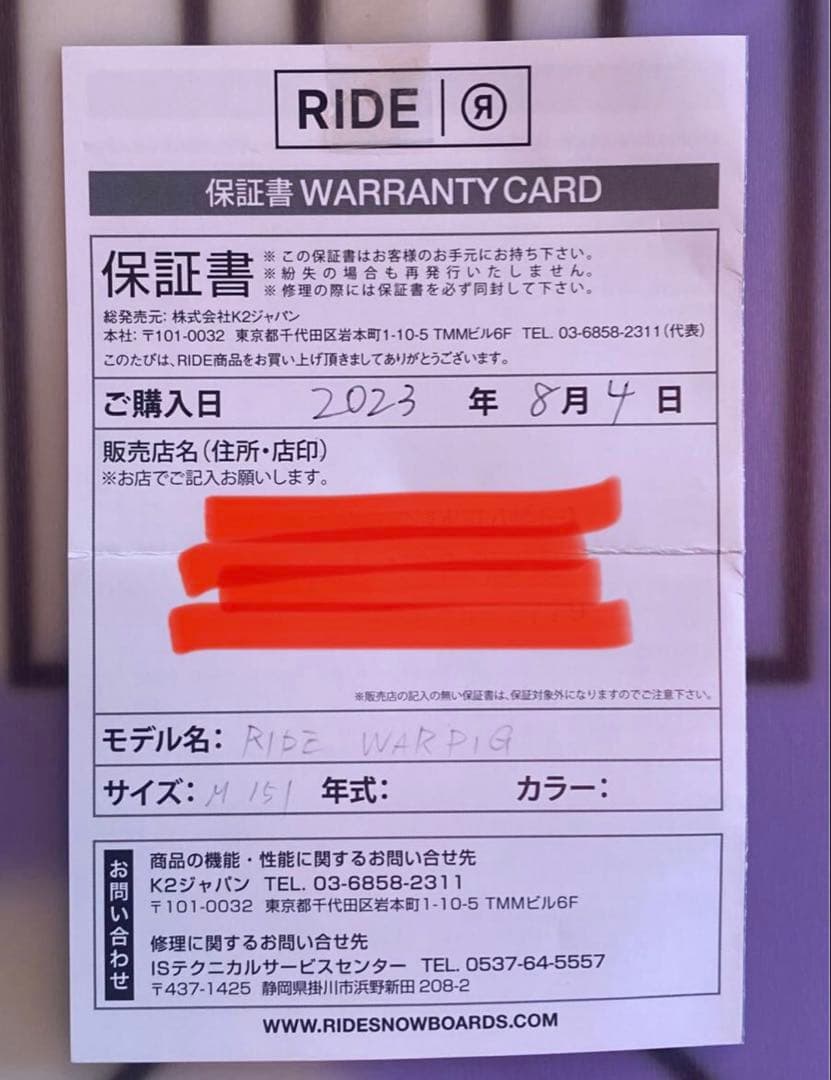 RIDE Я
保証書 WARRANTY CARD
保証書
※この保証書はお客様のお手元にお持ち下さい。
※紛失の場合も再発行いたしません。
※修理の際には保証書を必ず同封して下さい。
総発売元: 株式会社K2ジャパン
本社: 〒101-0032 東京都千代田区岩本町1-10-5 TMMビル6F TEL. 03-6858-2311(代表)
このたびは、RIDE商品をお買い上げ頂きましてありがとうございます。
ご購入日 2023 年 8月 4 日
販売店名(住所・店印)
※お店でご記入お願いします。
※販売店の記入の無い保証書は、保証対象外になりますのでご注意下さい。
モデル名: RIDE WARPIG
サイズ: M 151 年式: カラー:
お問い合わせ
商品の機能・性能に関するお問い合せ先
K2ジャパン TEL. 03-6858-2311
〒101-0032 東京都千代田区岩本町1-10-5 TMMビル6F
修理に関するお問い合せ先
ISテクニカルサービスセンター TEL. 0537-64-5557
〒437-1425 静岡県掛川市浜野新田 208-2
WWW.RIDESNOWBOARDS.COM